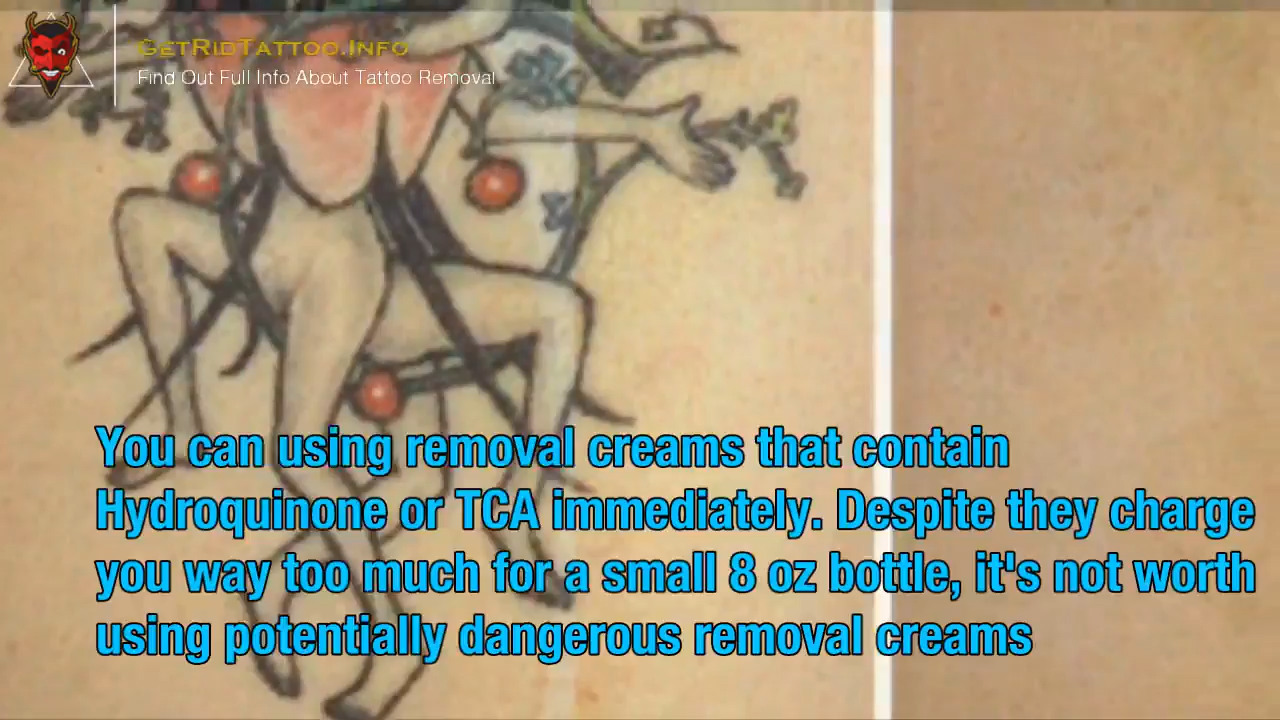 GetRidTattoo.Info
Find Out Full Info About Tattoo Removal
You can using removal creams that contain
Hydroquinone or TCA immediately. Despite they charge
you way too much for a small 8 oz bottle, it's not worth
using potentially dangerous removal creams